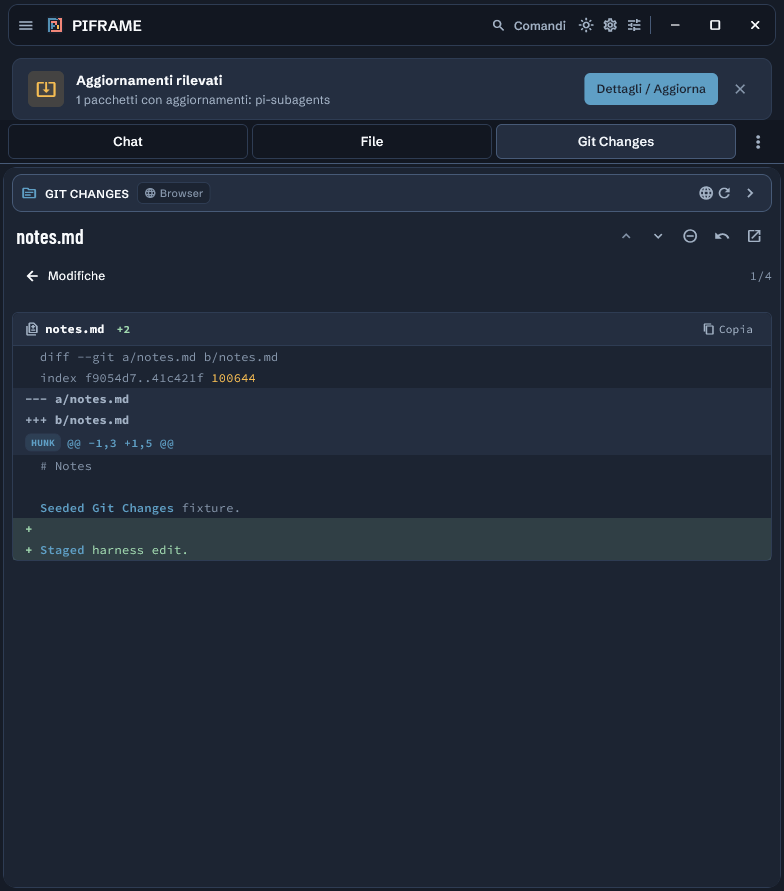 PIFRAME
Comandi
Aggiornamenti rilevati
1 pacchetti con aggiornamenti: pi-subagents
Dettagli / Aggiorna
Chat
File
Git Changes
GIT CHANGES
Browser
notes.md
Modifiche
1/4
notes.md +2
Copia
diff --git a/notes.md b/notes.md
index f9054d7..41c421f 100644
--- a/notes.md
+++ b/notes.md
HUNK @@ -1,3 +1,5 @@
# Notes
Seeded Git Changes fixture.
+
+ Staged harness edit.